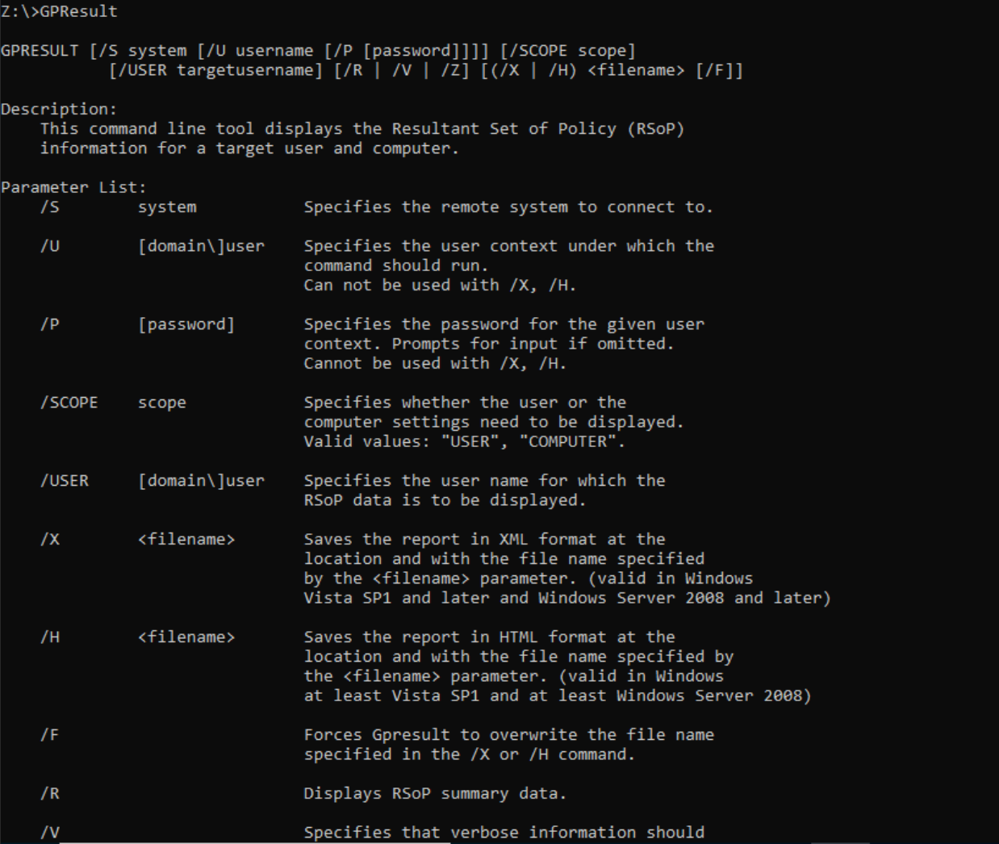 Z:\>GPResult
GPRESULT [/S system [/U username [/P [password]]]] [/SCOPE scope]
[/USER targetusername] [/R | /V | /Z] [(/X | /H) <filename> [/F]]
Description:
This command line tool displays the Resultant Set of Policy (RSoP)
information for a target user and computer.
Parameter List:
/S system Specifies the remote system to connect to.
/U [domain\]user Specifies the user context under which the
command should run.
Can not be used with /X, /H.
/P [password] Specifies the password for the given user
context. Prompts for input if omitted.
Cannot be used with /X, /H.
/SCOPE scope Specifies whether the user or the
computer settings need to be displayed.
Valid values: "USER", "COMPUTER".
/USER [domain\]user Specifies the user name for which the
RSoP data is to be displayed.
/X <filename> Saves the report in XML format at the
location and with the file name specified
by the <filename> parameter. (valid in Windows
Vista SP1 and later and Windows Server 2008 and later)
/H <filename> Saves the report in HTML format at the
location and with the file name specified by
the <filename> parameter. (valid in Windows
at least Vista SP1 and at least Windows Server 2008)
/F Forces Gpresult to overwrite the file name
specified in the /X or /H command.
/R Displays RSoP summary data.
/V Specifies that verbose information should